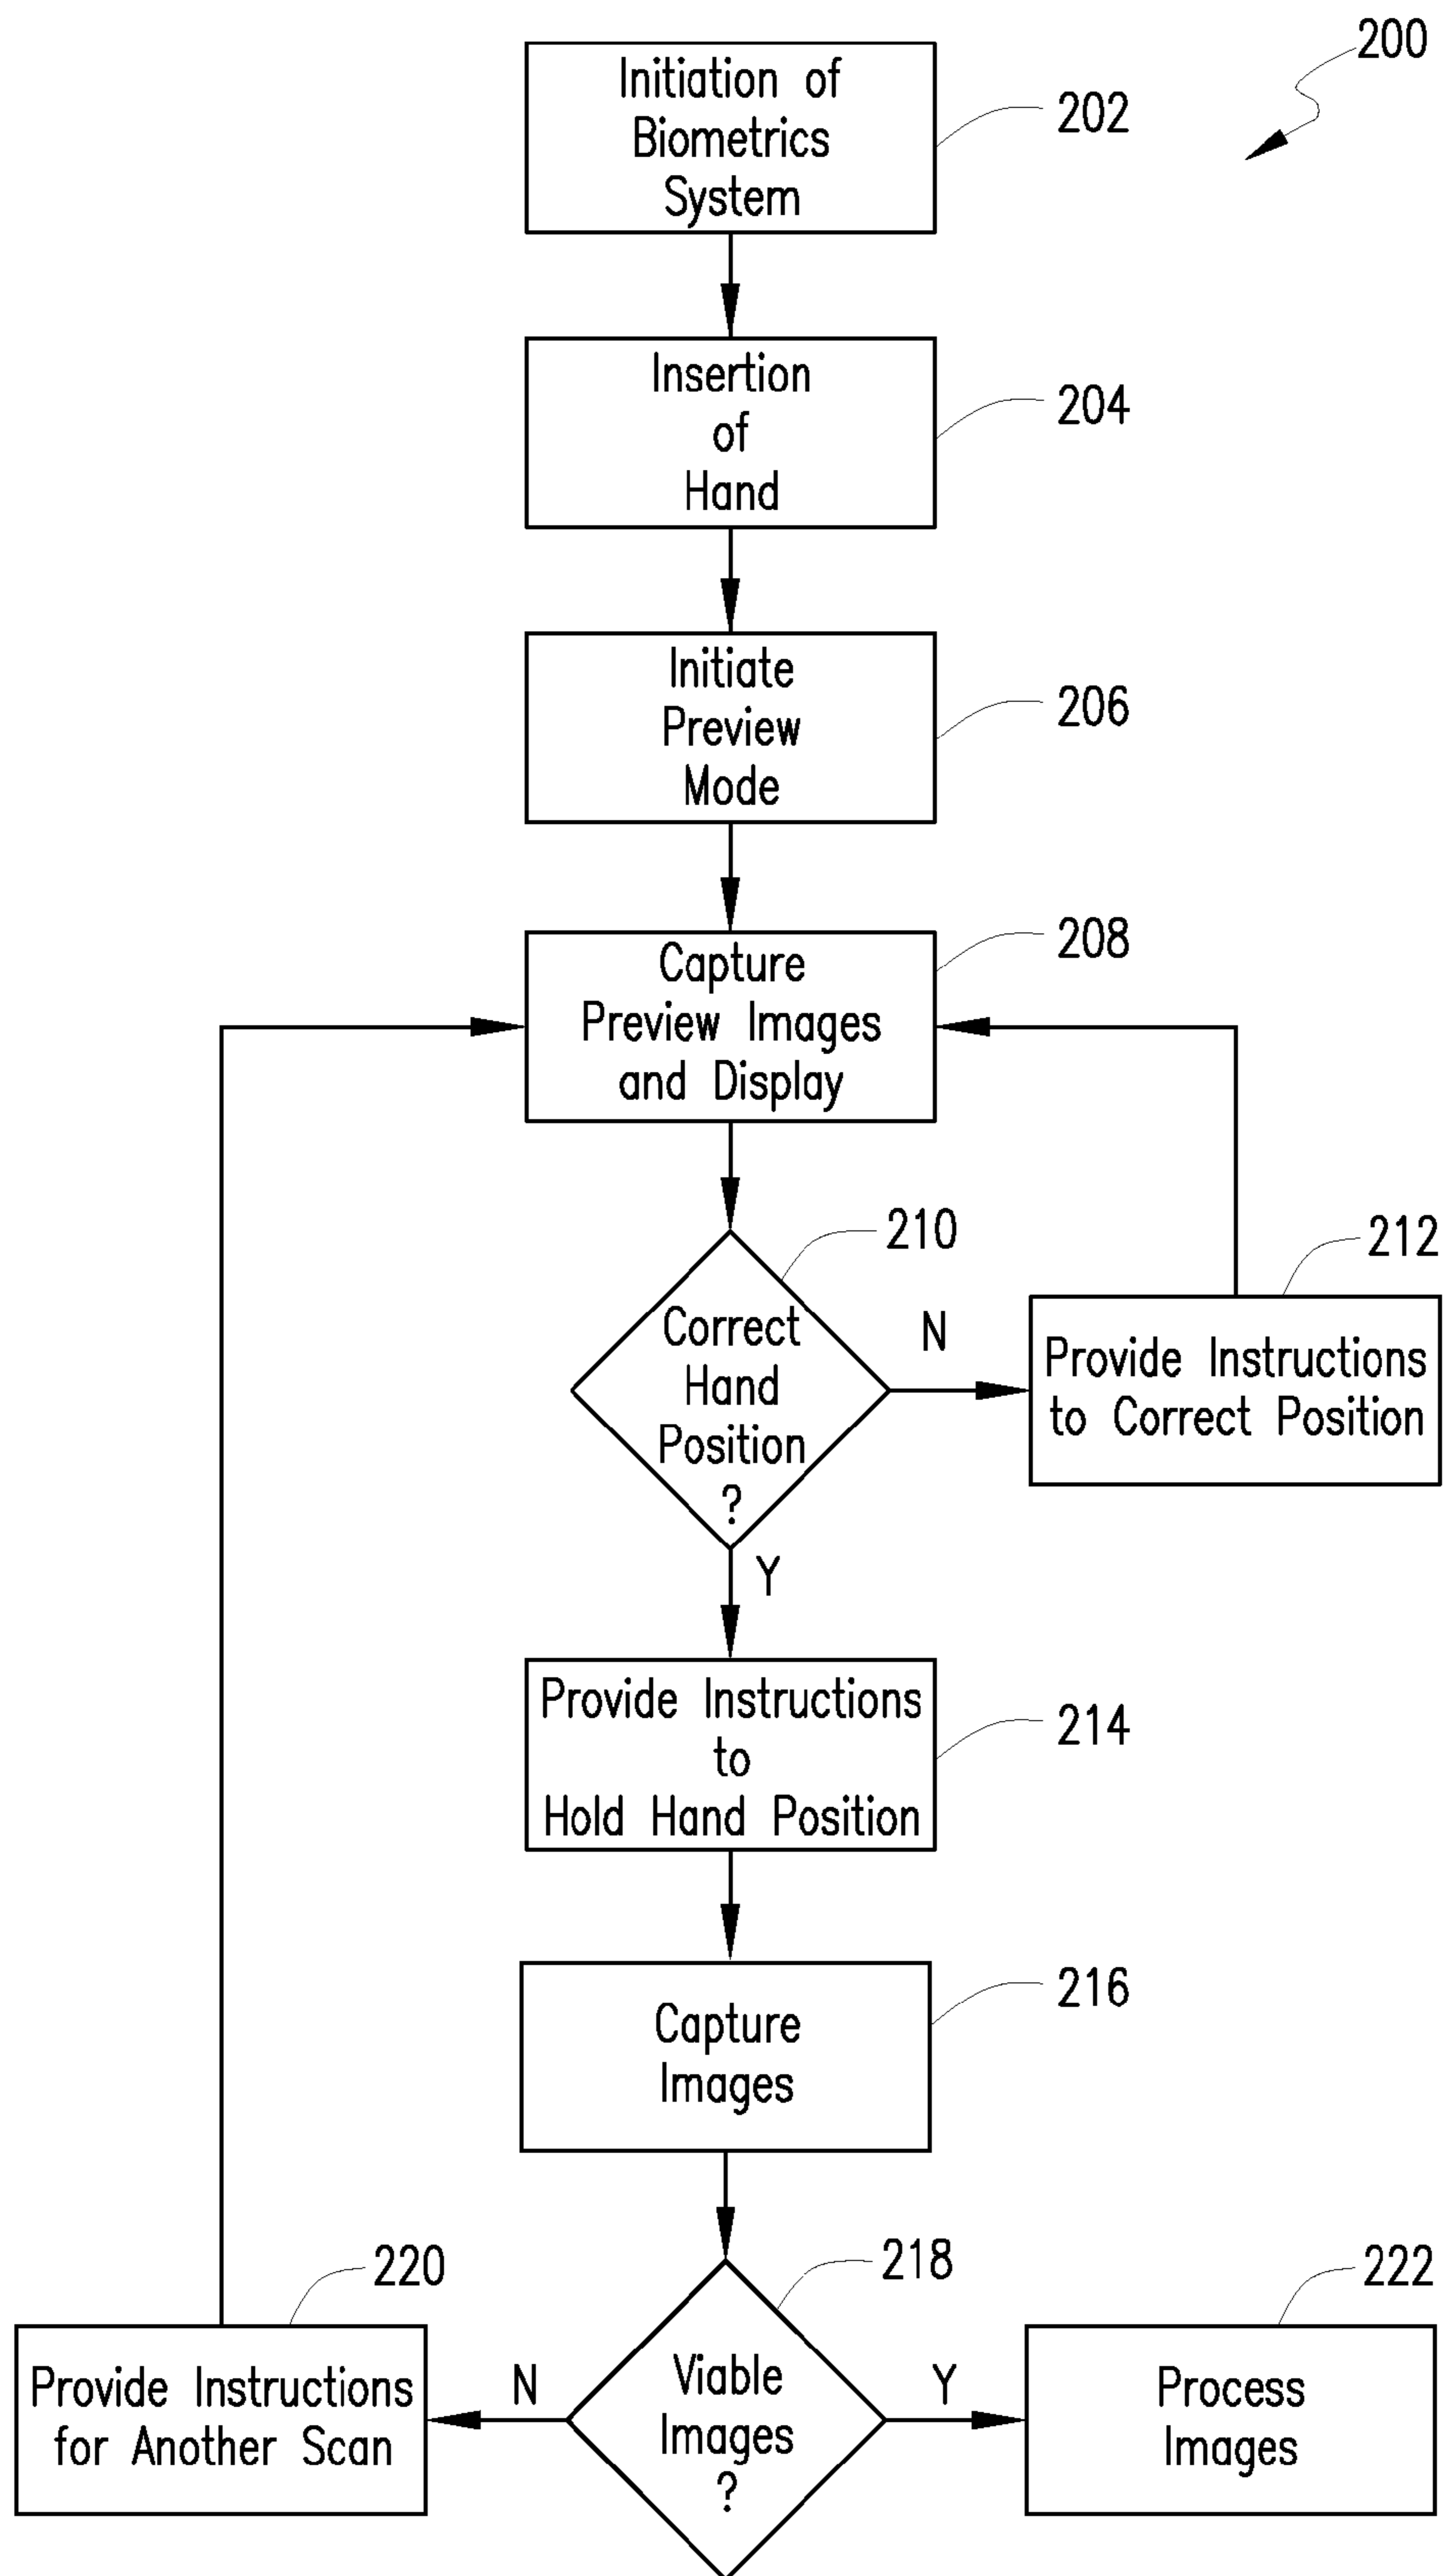 200
Initiation of
Biometrics
System
202
Insertion
of
Hand
204
Initiate
Preview
Mode
206
Capture
Preview Images
and Display
208
210
Correct
Hand
Position
?
N
Y
212
Provide Instructions
to Correct Position
Provide Instructions
to
Hold Hand Position
214
Capture
Images
216
218
Viable
Images
?
N
Y
220
Provide Instructions
for Another Scan
222
Process
Images